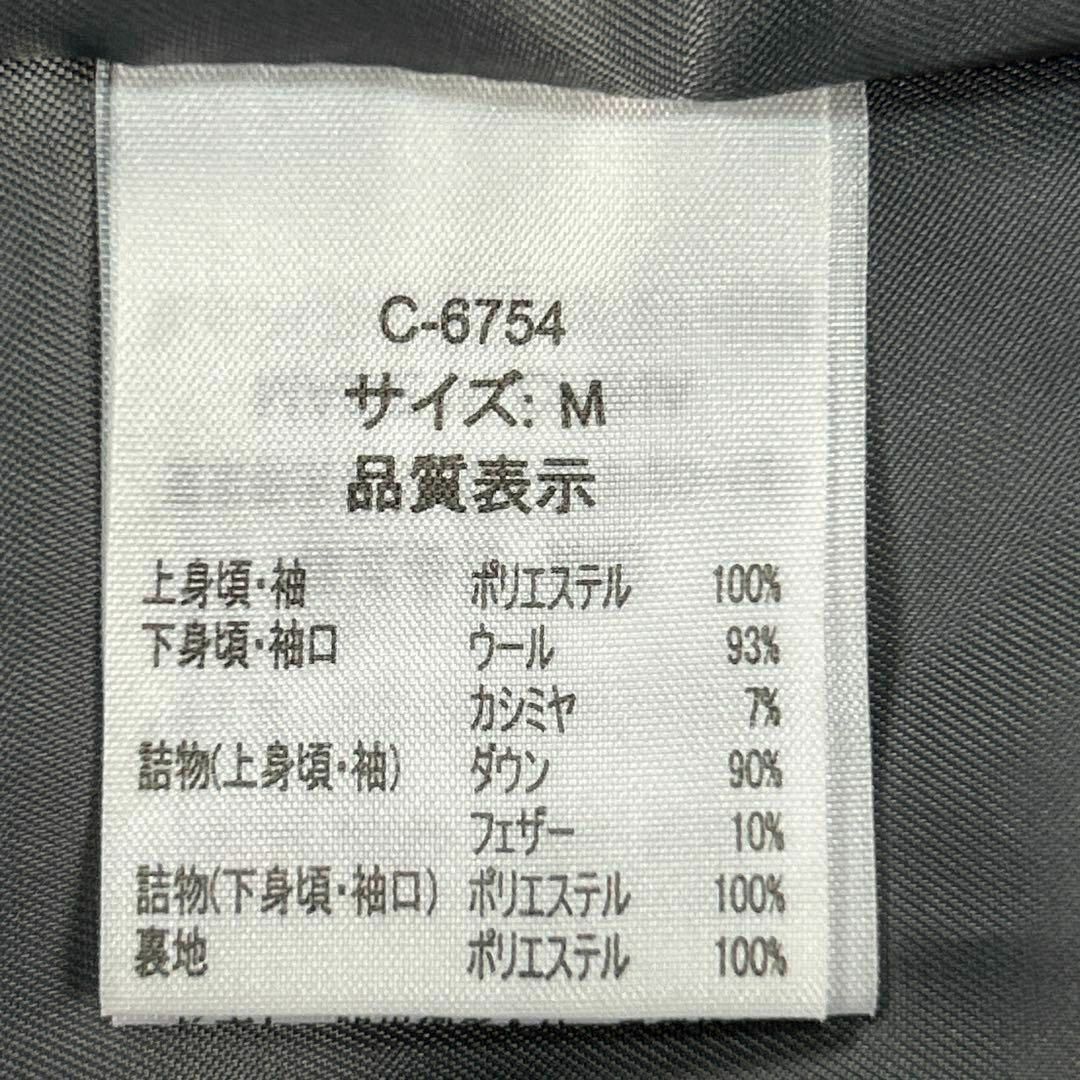 C-6754
サイズ: M
品質表示
上身頃・袖 ポリエステル 100%
下身頃・袖口 ウール 93%
カシミヤ 7%
詰物(上身頃・袖) ダウン 90%
フェザー 10%
詰物(下身頃・袖口) ポリエステル 100%
裏地 ポリエステル 100%